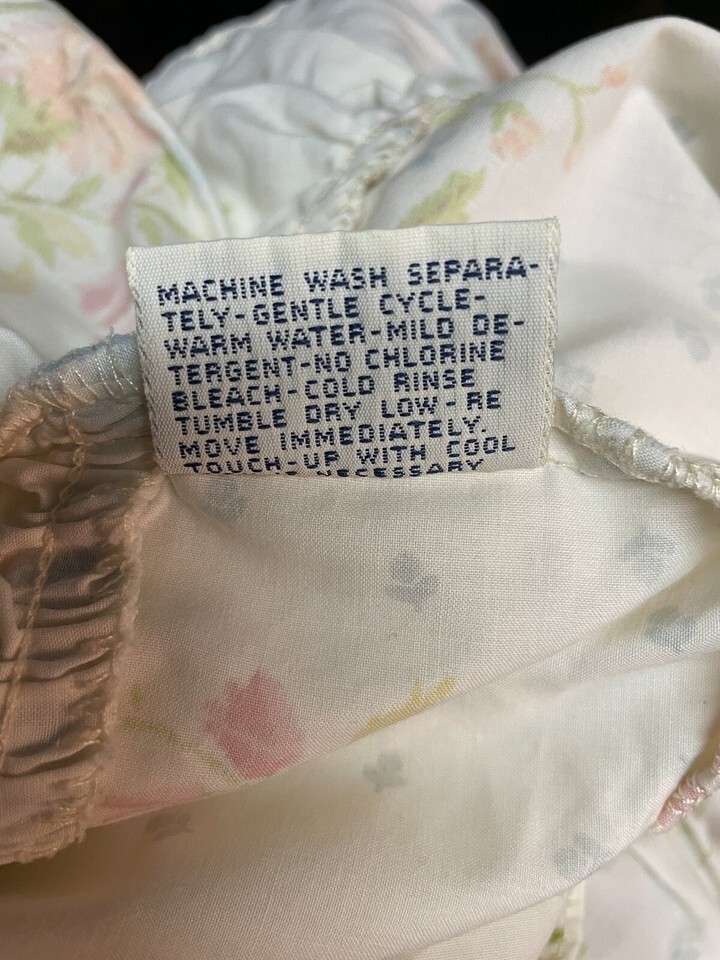 MACHINE WASH SEPARA-
TELY-GENTLE CYCLE-
WARM WATER-MILD DE-
TERGENT-NO CHLORINE
BLEACH-COLD RINSE
TUMBLE DRY LOW-RE
MOVE IMMEDIATELY.
TOUCH-UP WITH COOL
NECESSARY